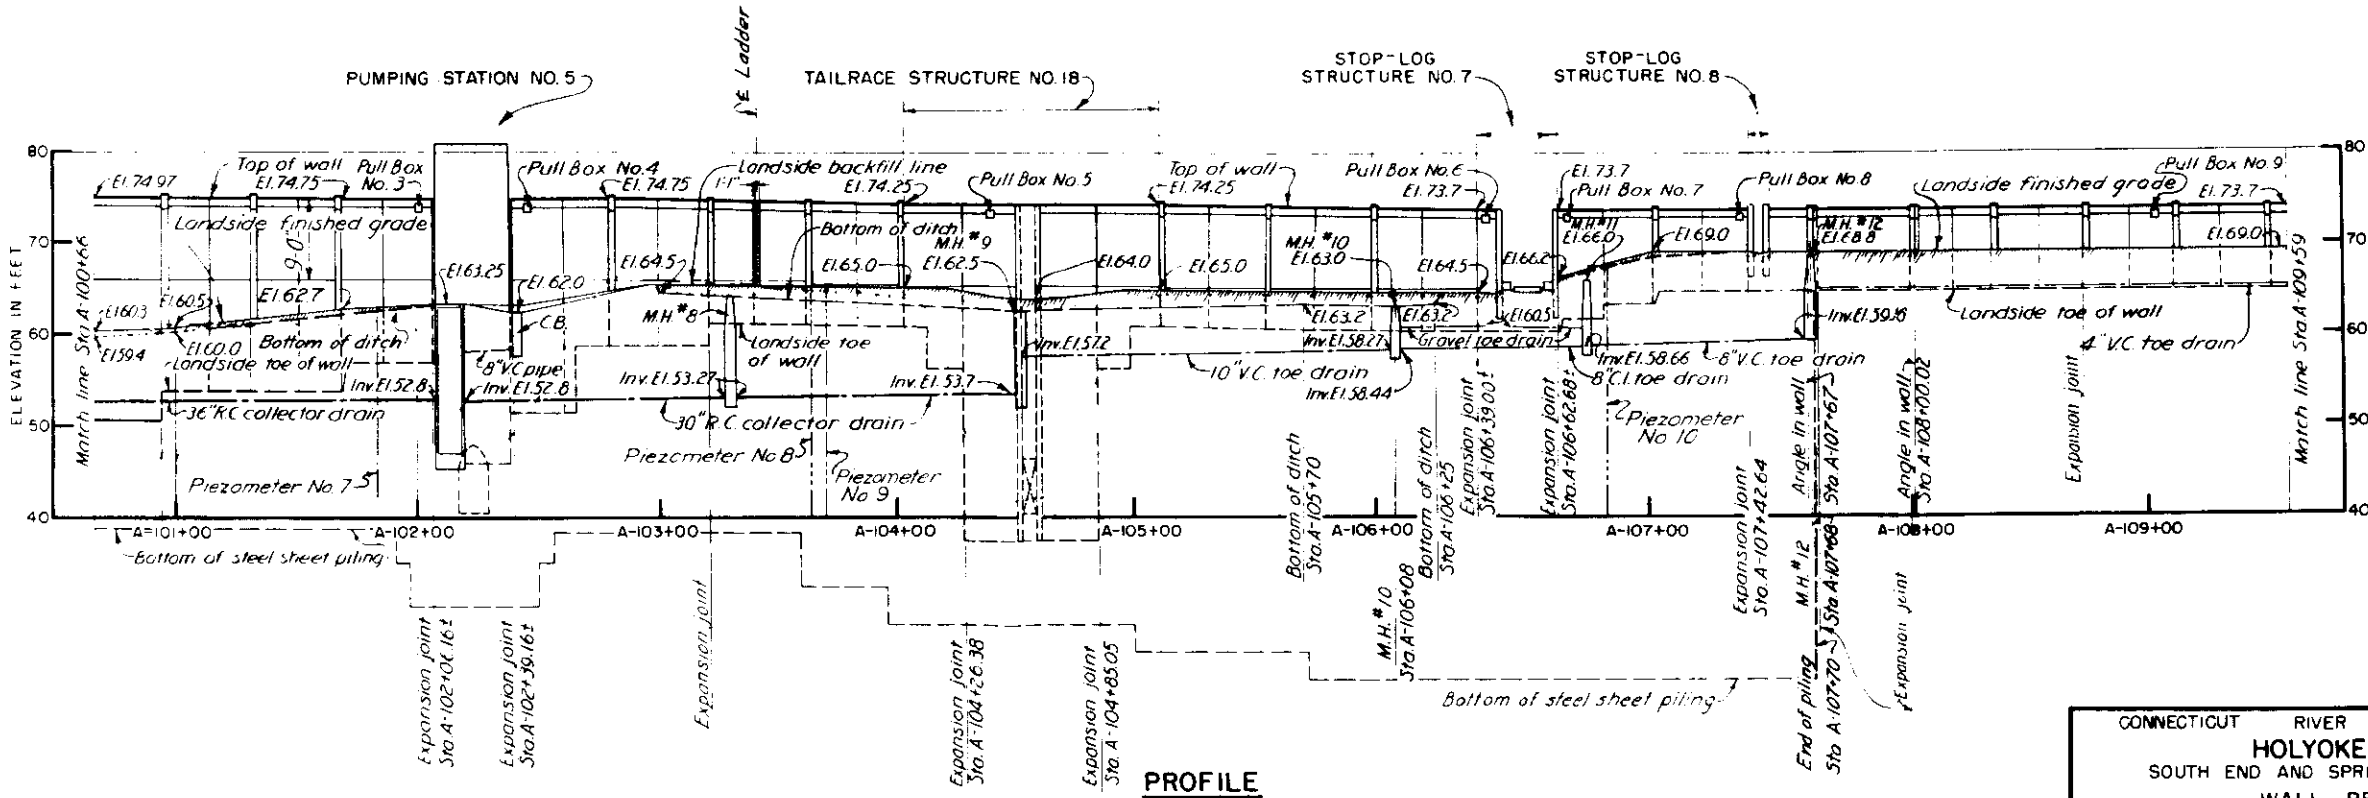 PUMPING STATION NO. 5
℄ Ladder
TAILRACE STRUCTURE NO. 18
STOP-LOG
STRUCTURE NO. 7
STOP-LOG
STRUCTURE NO. 8
ELEVATION IN FEET
80
70
60
50
40
80
70
60
50
40
Match line Sta. A-100+66
Match line Sta. A-109+59
El. 74.97
Top of wall
El. 74.75
Pull Box
No. 3
Pull Box No. 4
El. 74.75
Landside backfill line
1'-1"
El. 74.25
Pull Box No. 5
Top of wall
El. 74.25
Pull Box No. 6
El. 73.7
El. 73.7
Pull Box No. 7
Pull Box No. 8
Landside finished grade
Pull Box No. 9
El. 73.7
Landside finished grade
9'-0"
El. 63.25
El. 62.0
El. 64.5
Bottom of ditch
El. 65.0
M.H. #9
El. 62.5
El. 64.0
El. 65.0
M.H. #10
El. 63.0
El. 64.5
El. 66.2
M.H. #11
El. 66.0
El. 69.0
M.H. #12
El. 68.8
El. 69.0
El. 60.3
El. 60.5
El. 62.7
El. 59.4
El. 60.0
Bottom of ditch
C.B.
M.H. #8
El. 63.2
El. 63.2
El. 60.5
Landside toe of wall
8" V.C. pipe
Landside toe
of wall
Inv. El. 57.2
Inv. El. 58.27
Gravel toe drain
Inv. El. 58.66
Inv. El. 59.16
8" V.C. toe drain
Landside toe of wall
4" V.C. toe drain
Inv. El. 52.8
Inv. El. 52.8
Inv. El. 53.27
Inv. El. 53.7
10" V.C. toe drain
Inv. El. 58.44
8" C.I. toe drain
36" R.C. collector drain
30" R.C. collector drain
Piezometer No. 7
Piezometer No 8
Piezometer
No 9
Piezometer
No 10
Bottom of ditch
Sta. A-105+70
Bottom of ditch
Sta. A-106+25
Expansion joint
Sta. A-106+39.00±
Expansion joint
Sta. A-106+62.68±
Expansion joint
Sta. A-107+42.64
Angle in wall
Sta. A-107+67
Angle in wall
Sta. A-108+00.02
Expansion joint
A-101+00
A-102+00
A-103+00
A-104+00
A-105+00
A-106+00
A-107+00
A-108+00
A-109+00
Bottom of steel sheet piling
Expansion joint
Sta. A-102+06.16±
Expansion joint
Sta. A-102+39.16±
Expansion joint
Expansion joint
Sta. A-104+26.38
Expansion joint
Sta. A-104+85.05
M.H. #10
Sta. A-106+08
Bottom of steel sheet piling
M.H. #12
Sta. A-107+68
End of piling
Sta A-107+70
Expansion joint
PROFILE
CONNECTICUT RIVER
HOLYOKE
SOUTH END AND
WALL